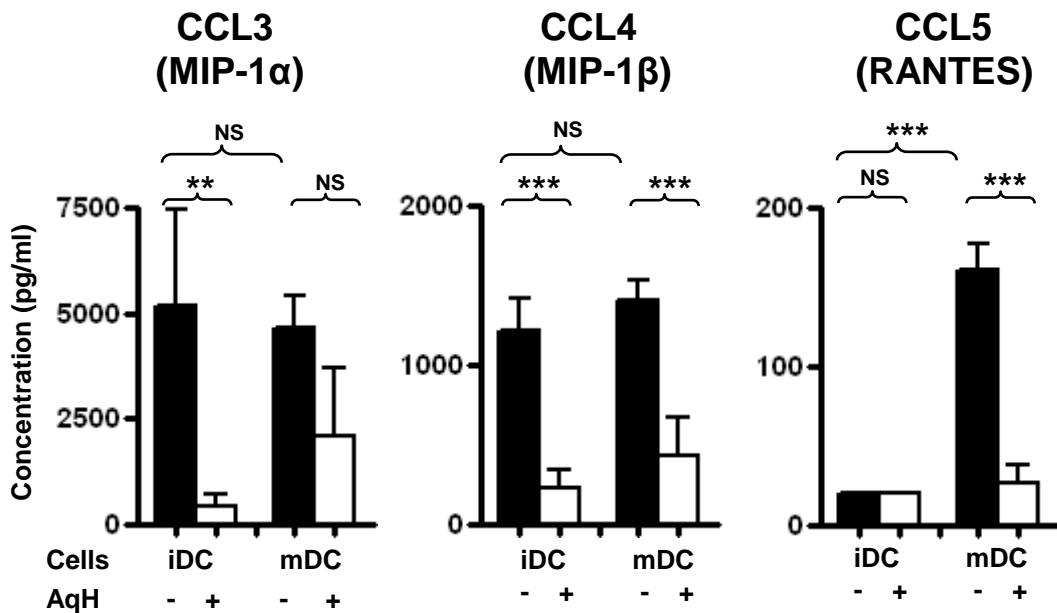 CCL3
(MIP-1α)
NS
**
NS
7500
5000
2500
0
CCL4
(MIP-1β)
NS
***
***
2000
1000
0
CCL5
(RANTES)
***
NS
***
200
100
0
Concentration (pg/ml)
Cells iDC mDC iDC mDC iDC mDC
AqH - + - + - + - + - + - +